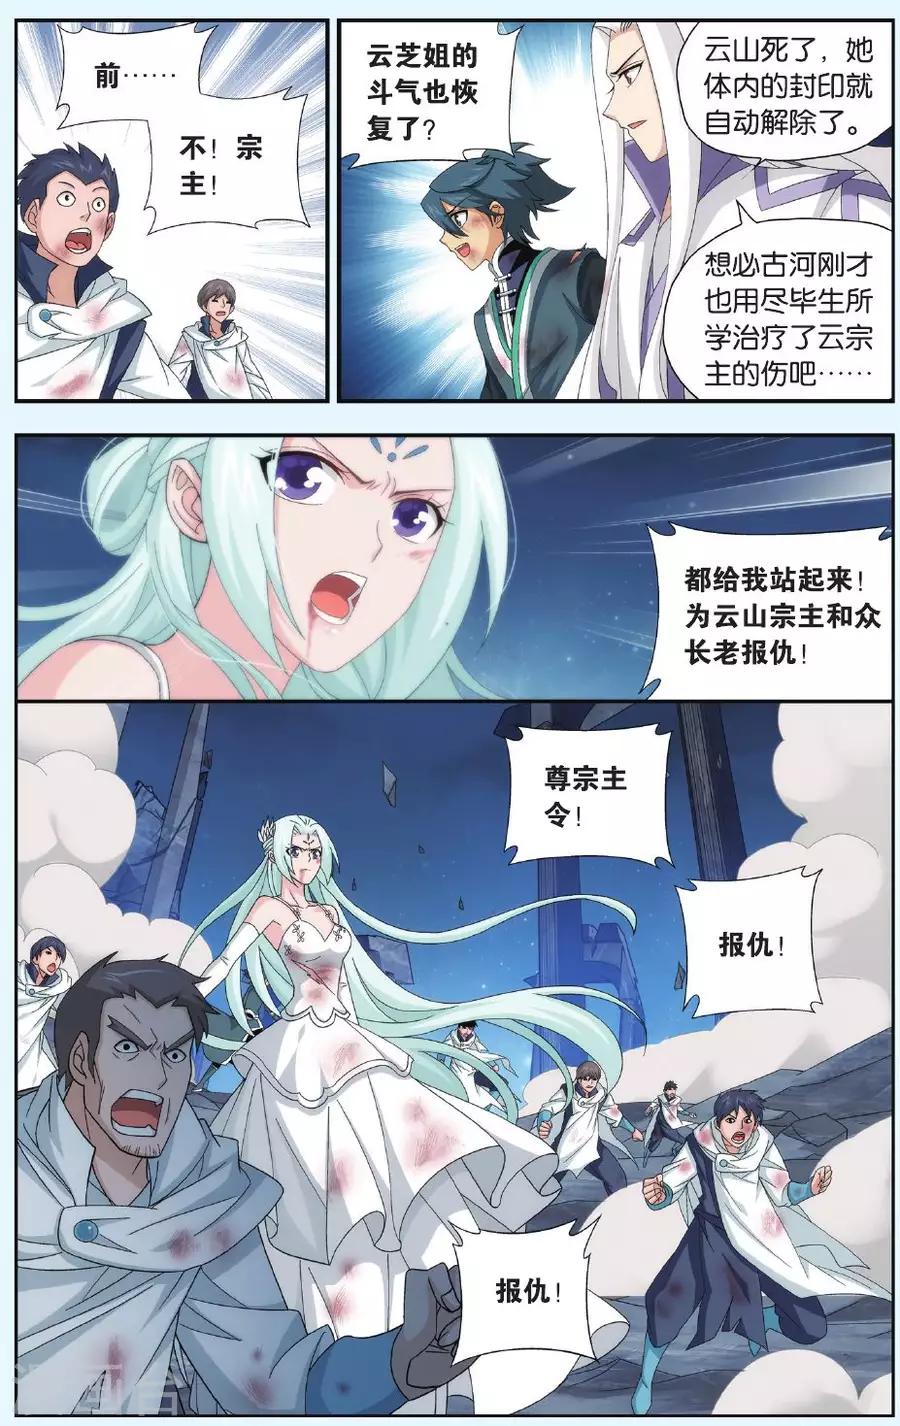 前……
不！宗
主！
云芝姐的
斗气也恢
复了？
云山死了，她
体内的封印就
自动解除了。
想必古河刚才
也用尽毕生所
学治疗了云宗
主的伤吧……
都给我站起来！
为云山宗主和众
长老报仇！
尊宗主
令！
报仇！
报仇！